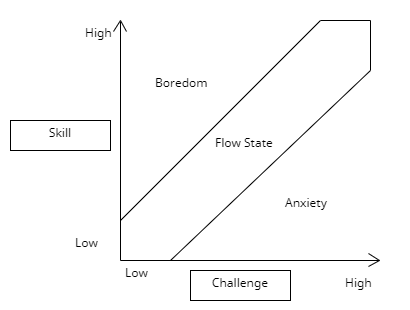 High
Boredom
Skill
Flow State
Anxiety
Low
Low
Challenge
High